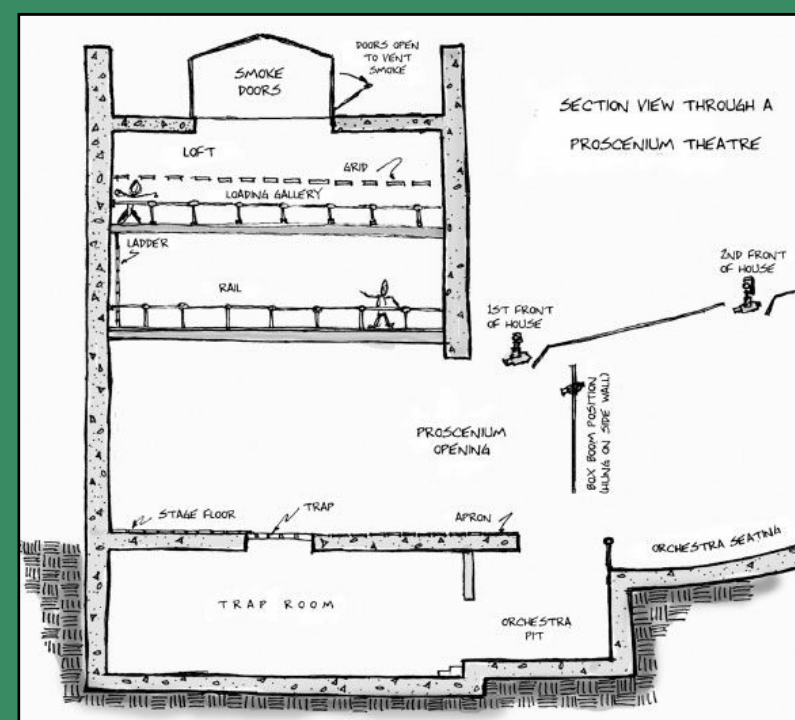 DOORS OPEN
TO VENT
SMOKE
SMOKE
DOORS
SECTION VIEW THROUGH A
PROSCENIUM THEATRE
LOFT
GRID
LOADING GALLERY
LADDER
RAIL
2ND FRONT
OF HOUSE
1ST FRONT
OF HOUSE
BOX BOOM POSITION
(HUNG ON SIDE WALL)
PROSCENIUM
OPENING
STAGE FLOOR
TRAP
APRON
ORCHESTRA SEATING
TRAP ROOM
ORCHESTRA
PIT